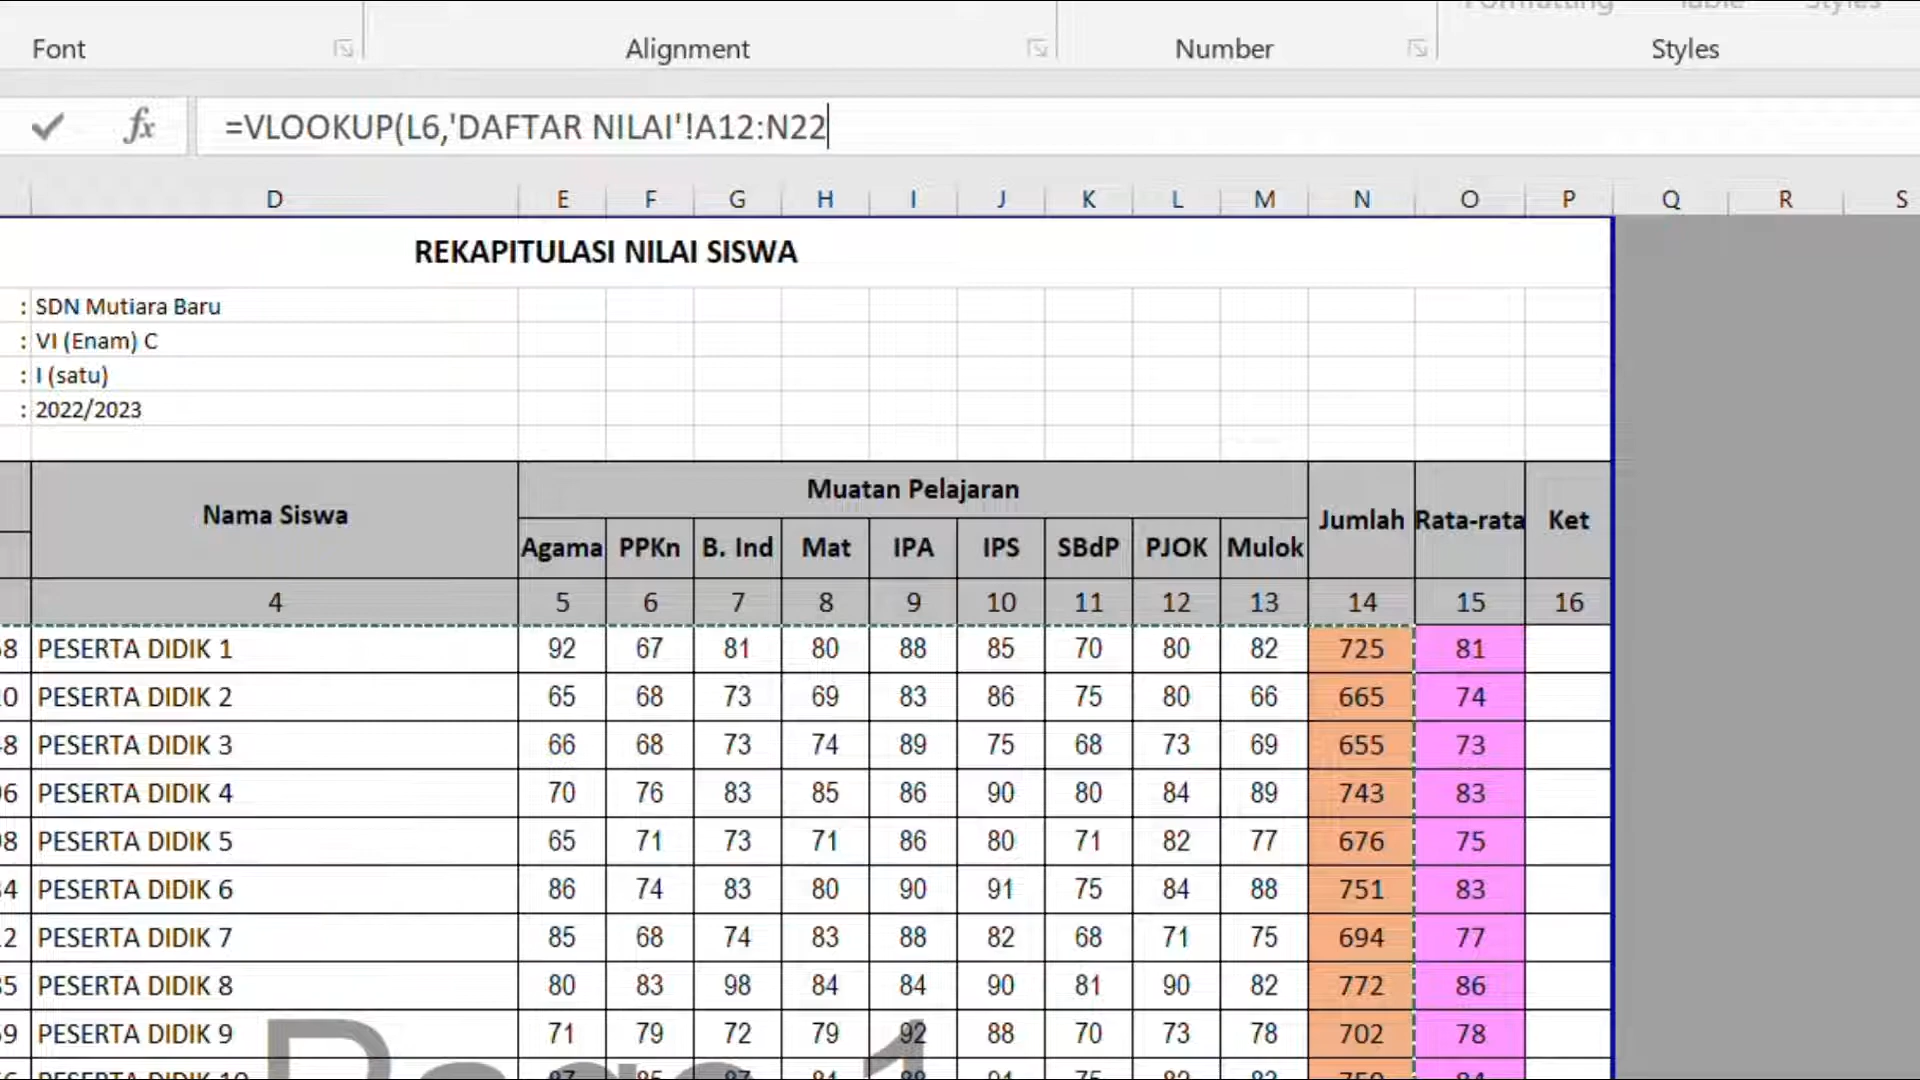 Font Alignment Number Styles
=VLOOKUP(L6,'DAFTAR NILAI'!A12:N22
D E F G H I J K L M N O P Q R S
REKAPITULASI NILAI SISWA
: SDN Mutiara Baru
: VI (Enam) C
: I (satu)
: 2022/2023
Nama Siswa Muatan Pelajaran Jumlah Rata-rata Ket
Agama PPKn B. Ind Mat IPA IPS SBdP PJOK Mulok
4 5 6 7 8 9 10 11 12 13 14 15 16
PESERTA DIDIK 1 92 67 81 80 88 85 70 80 82 725 81
PESERTA DIDIK 2 65 68 73 69 83 86 75 80 66 665 74
PESERTA DIDIK 3 66 68 73 74 89 75 68 73 69 655 73
PESERTA DIDIK 4 70 76 83 85 86 90 80 84 89 743 83
PESERTA DIDIK 5 65 71 73 71 86 80 71 82 77 676 75
PESERTA DIDIK 6 86 74 83 80 90 91 75 84 88 751 83
PESERTA DIDIK 7 85 68 74 83 88 82 68 71 75 694 77
PESERTA DIDIK 8 80 83 98 84 84 90 81 90 82 772 86
PESERTA DIDIK 9 71 79 72 79 92 88 70 73 78 702 78
PESERTA DIDIK 10